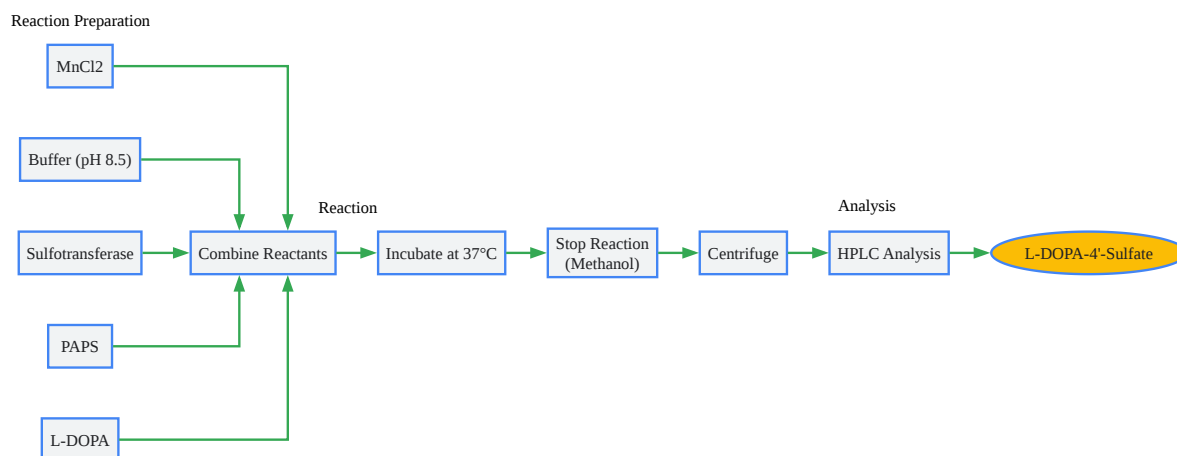 Reaction Preparation
MnCl2
Buffer (pH 8.5)
Sulfotransferase
PAPS
L-DOPA
Combine Reactants
Reaction
Incubate at 37°C
Stop Reaction
(Methanol)
Centrifuge
Analysis
HPLC Analysis
L-DOPA-4'-Sulfate